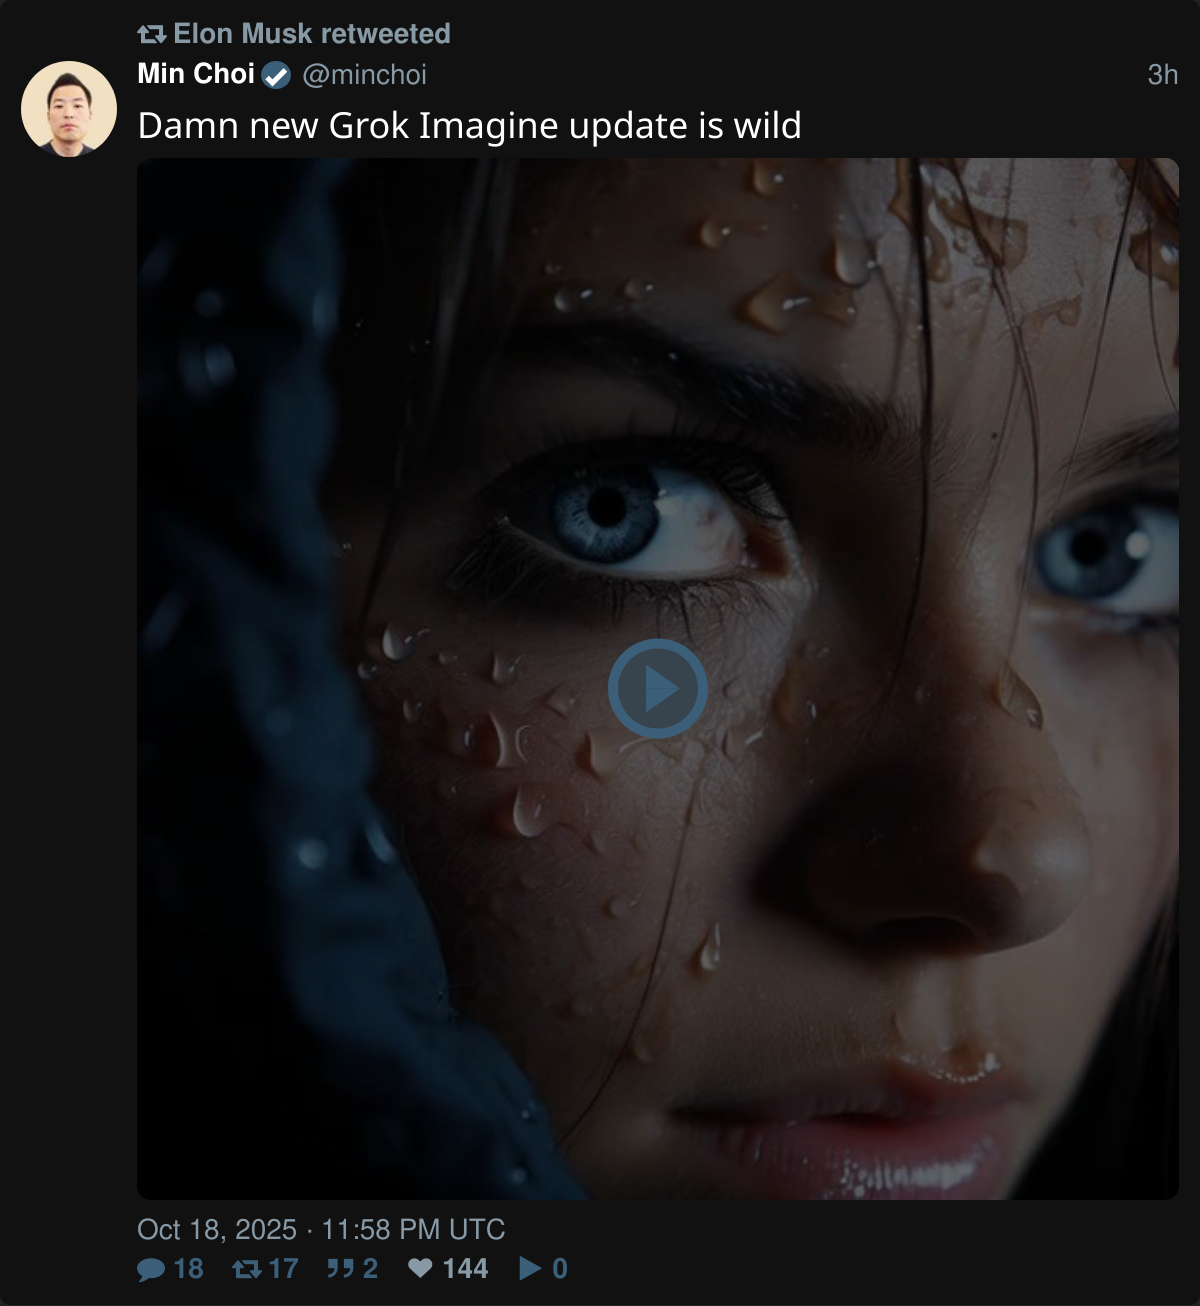 Elon Musk retweeted
Min Choi @minchoi 3h
Damn new Grok Imagine update is wild
Oct 18, 2025 · 11:58 PM UTC
18 17 2 144 0